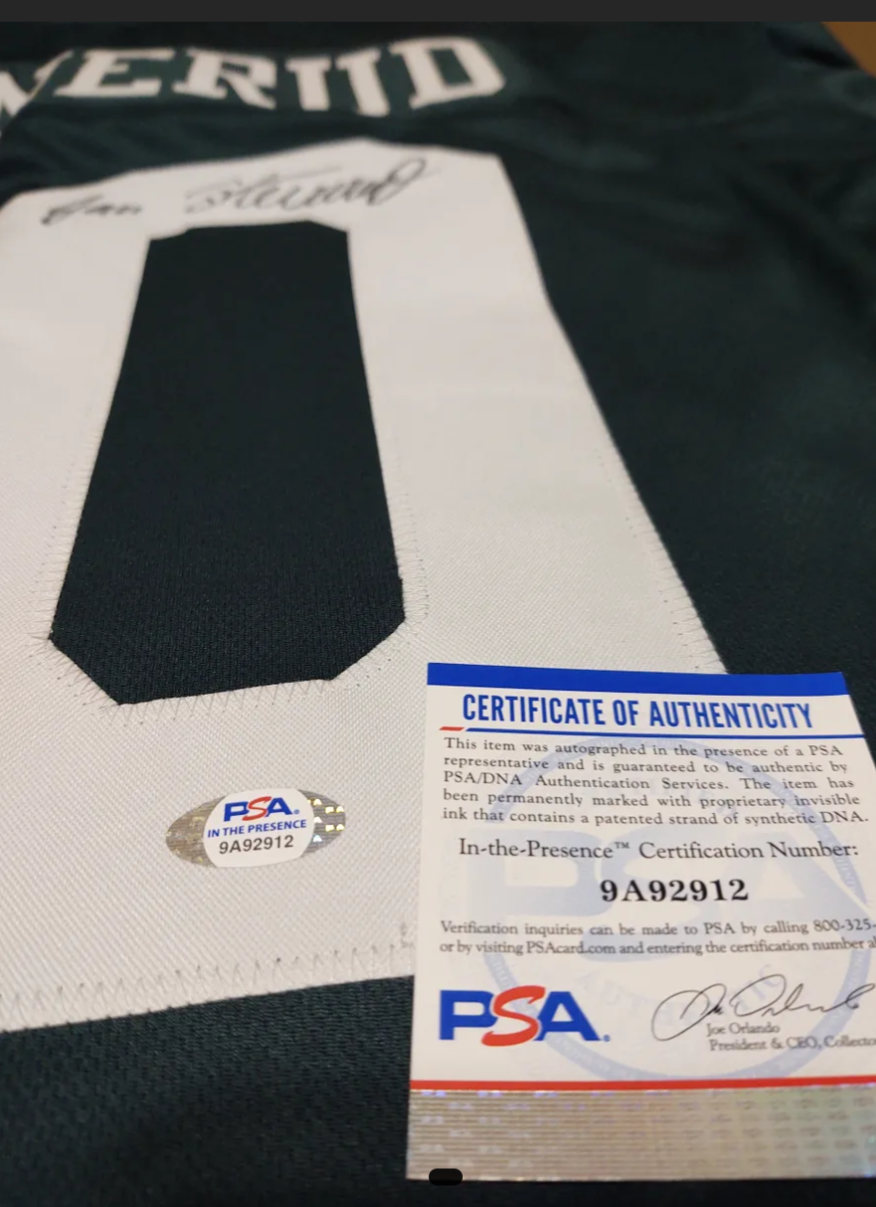 NERUD
Jan Stenerud
PSA
IN THE PRESENCE
9A92912
CERTIFICATE OF AUTHENTICITY
This item was autographed in the presence of a PSA
representative and is guaranteed to be authentic by
PSA/DNA Authentication Services. The item has
been permanently marked with proprietary invisible
ink that contains a patented strand of synthetic DNA.
In-the-Presence™ Certification Number:
9A92912
Verification inquiries can be made to PSA by calling 800-325-
or by visiting PSAcard.com and entering the certification number
PSA.
Joe Orlando
President & CEO, Collecto